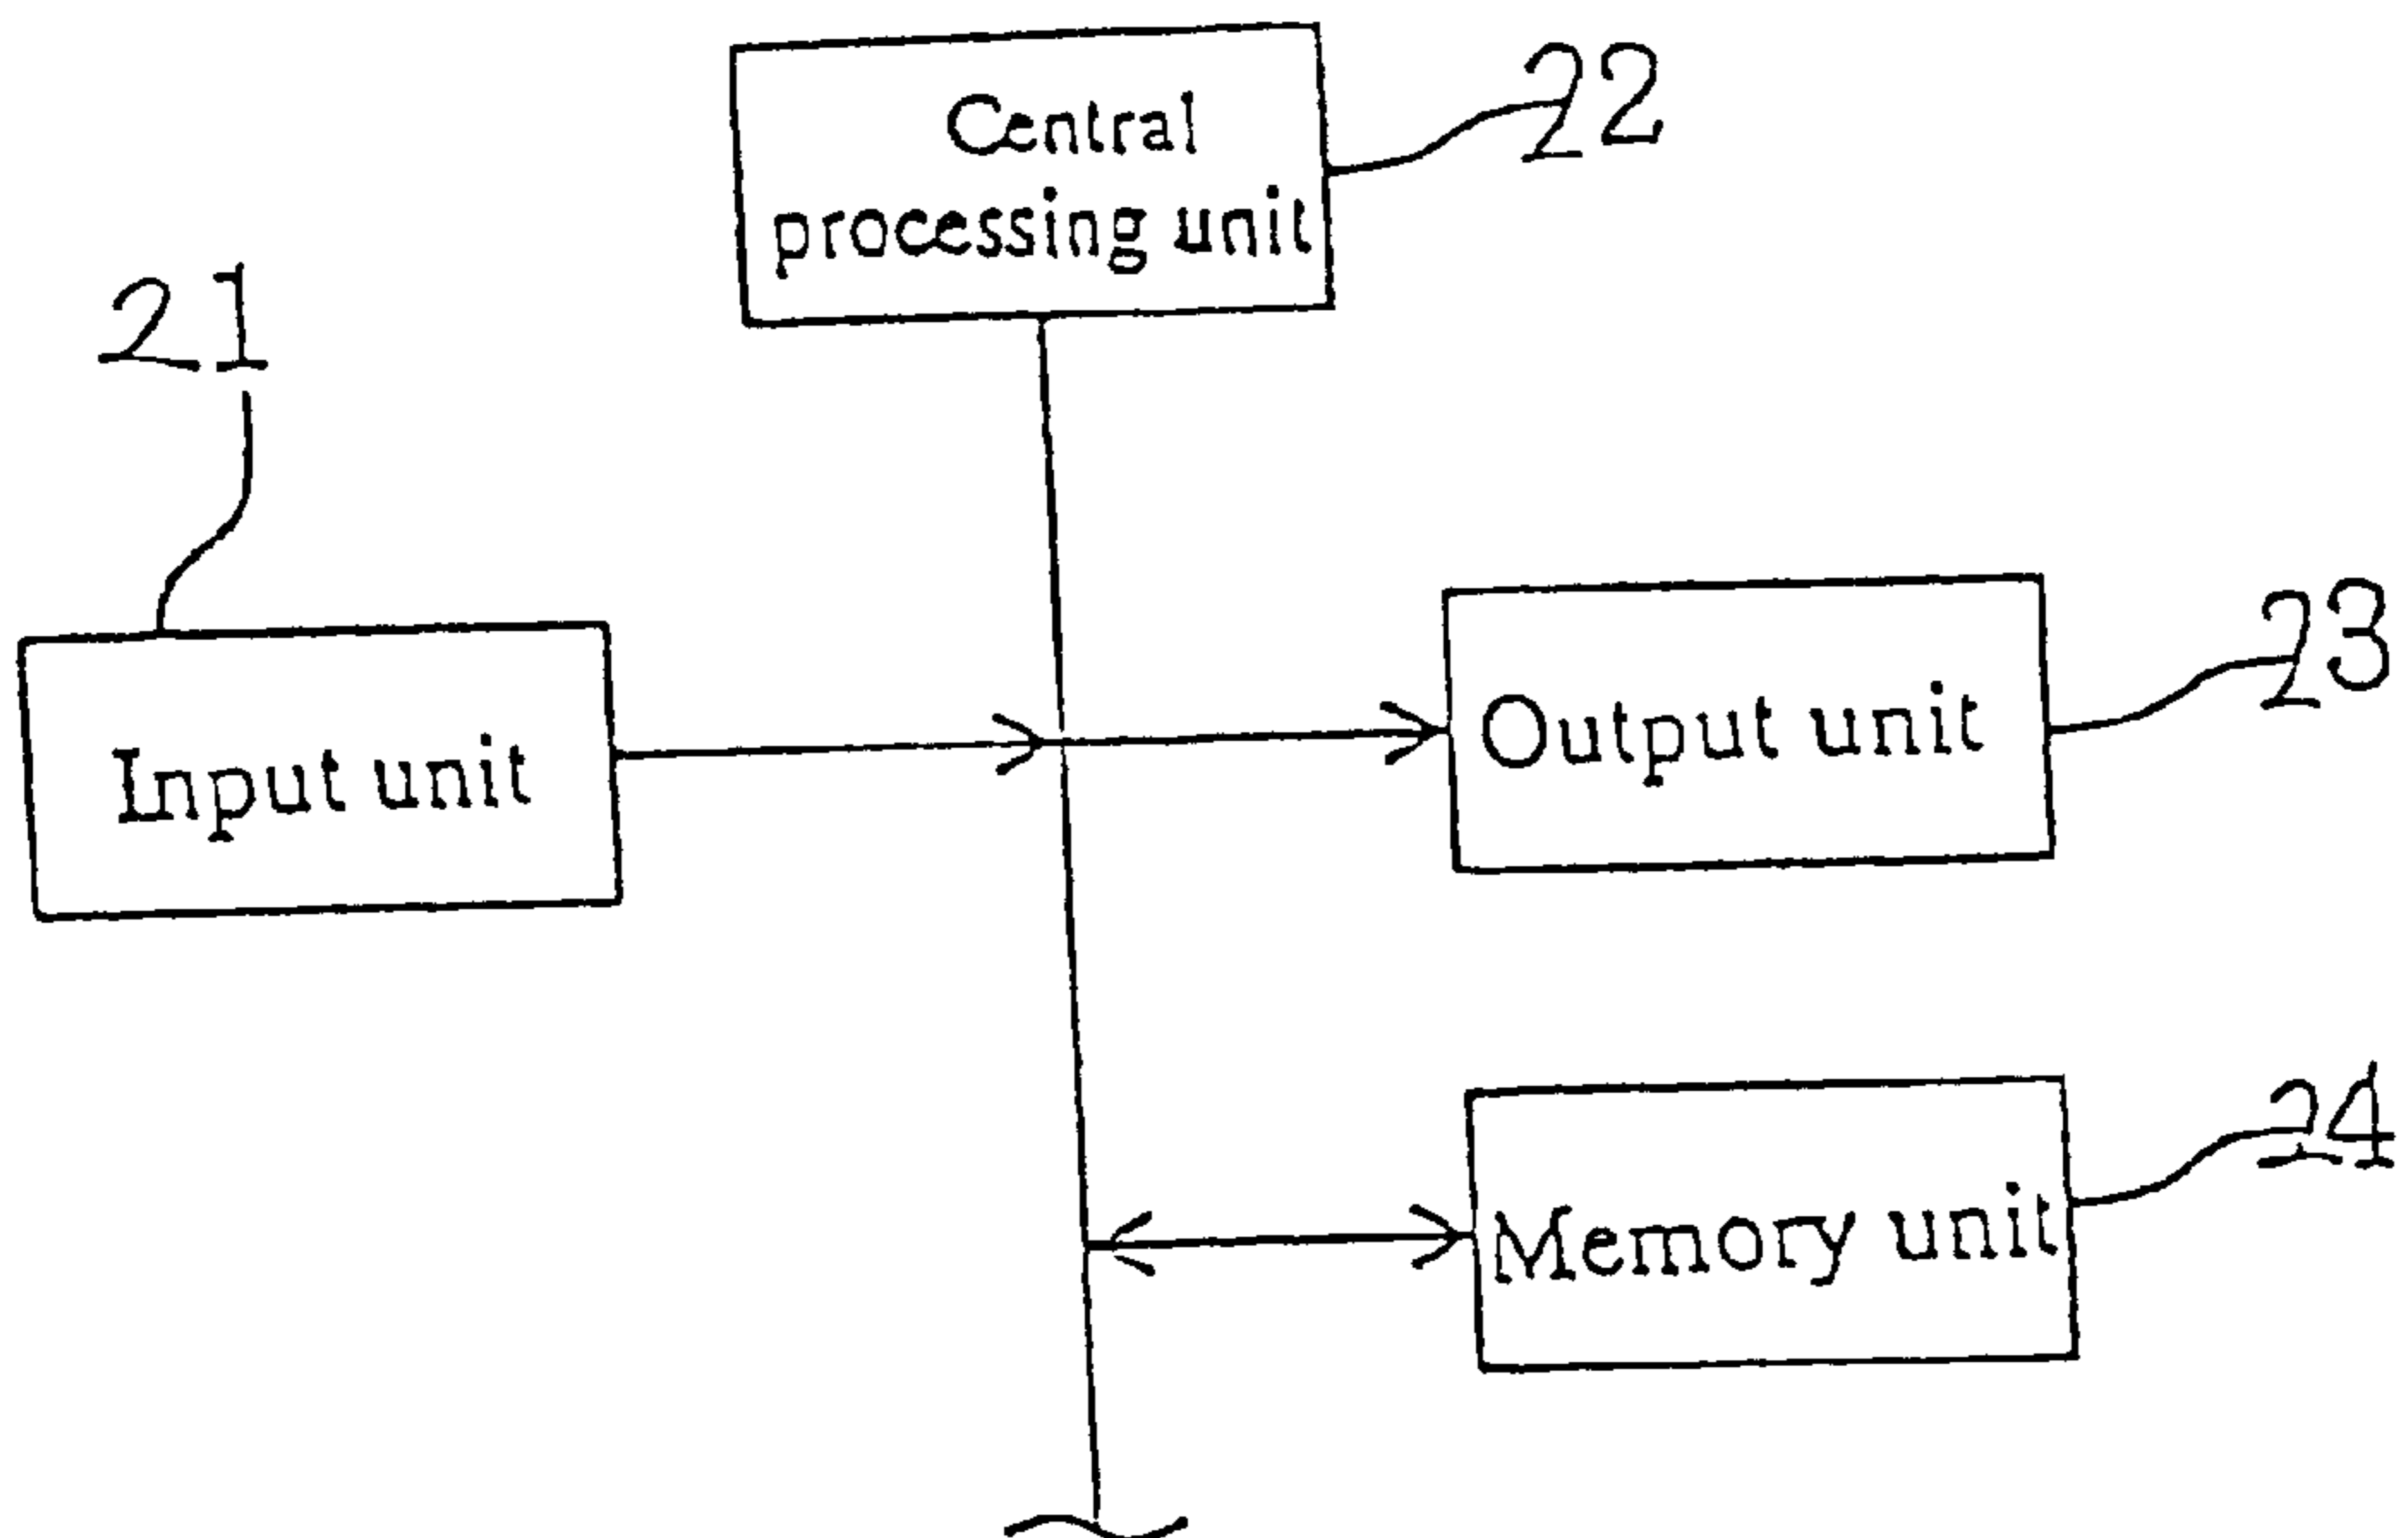 Central
processing unit
22
21
Input unit
Output unit
23
Memory unit
24